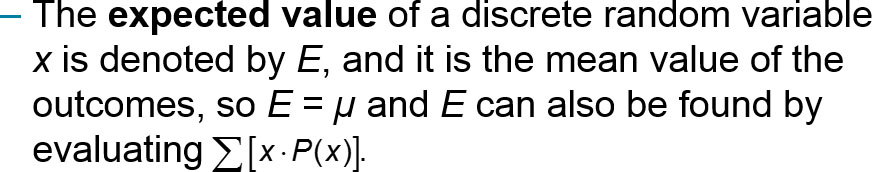 – The expected value of a discrete random variable
x is denoted by E, and it is the mean value of the
outcomes, so E = μ and E can also be found by
evaluating ∑[x · P(x)].